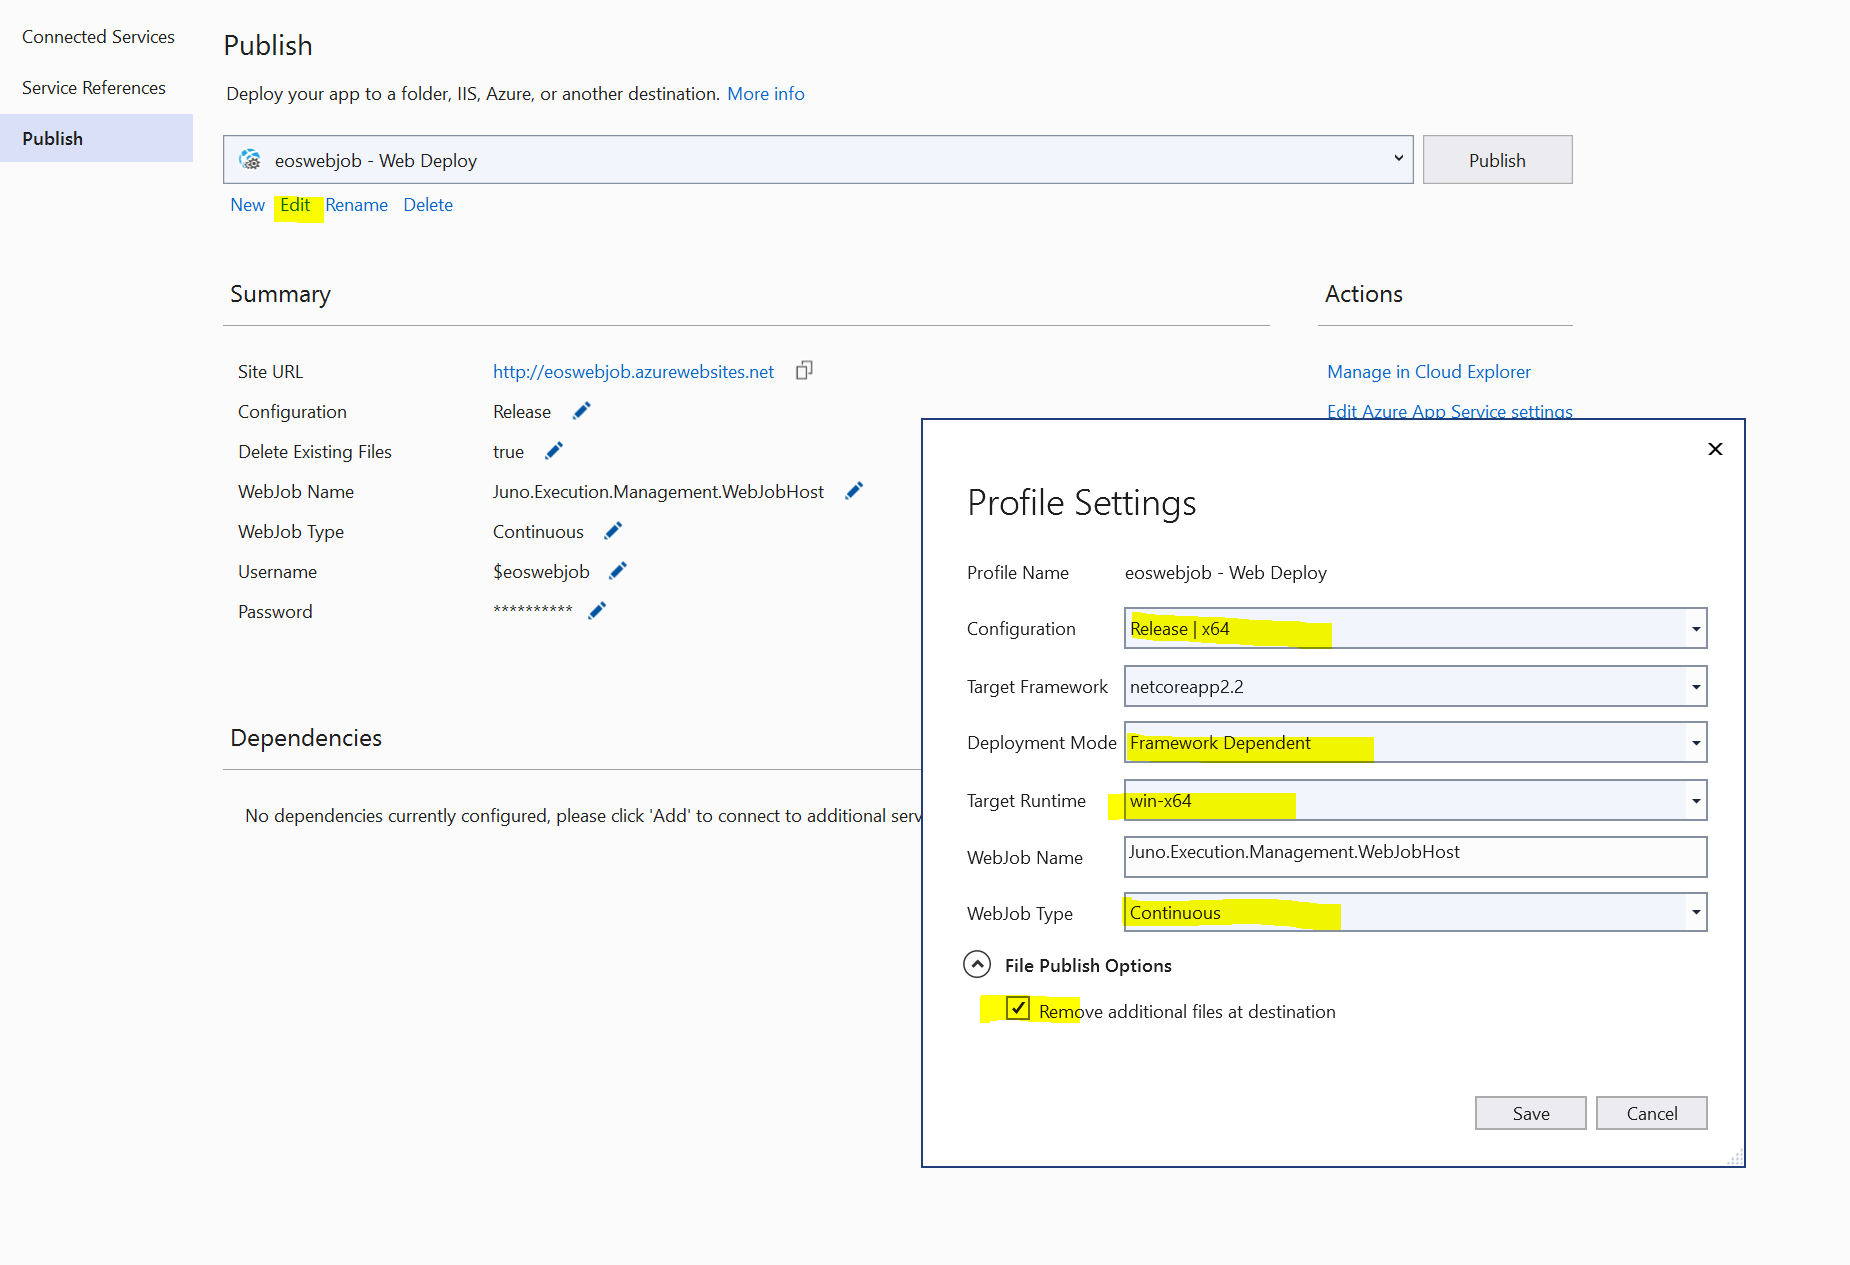 Connected Services
Service References
Publish
Publish
Deploy your app to a folder, IIS, Azure, or another destination. More info
eoswebjob - Web Deploy
Publish
New Edit Rename Delete
Summary
Site URL http://eoswebjob.azurewebsites.net
Configuration Release
Delete Existing Files true
WebJob Name Juno.Execution.Management.WebJobHost
WebJob Type Continuous
Username $eoswebjob
Password **********
Actions
Manage in Cloud Explorer
Edit Azure App Service settings
Dependencies
No dependencies currently configured, please click 'Add' to connect to additional serv
Profile Settings
Profile Name eoswebjob - Web Deploy
Configuration Release | x64
Target Framework netcoreapp2.2
Deployment Mode Framework Dependent
Target Runtime win-x64
WebJob Name Juno.Execution.Management.WebJobHost
WebJob Type Continuous
File Publish Options
Remove additional files at destination
Save Cancel